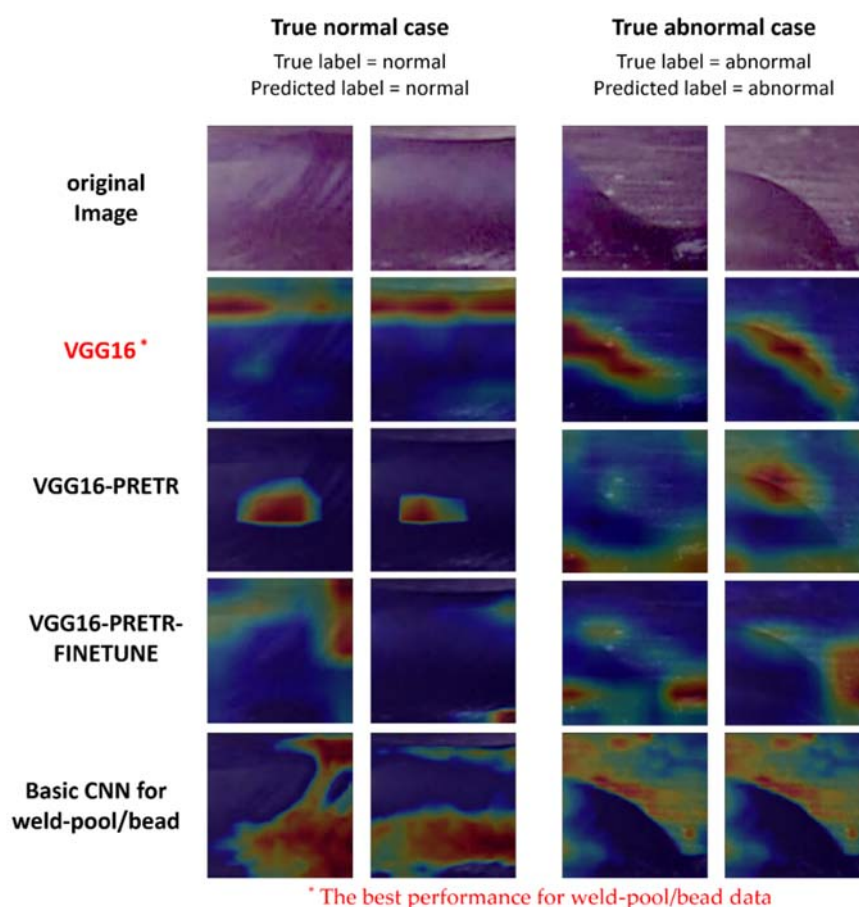 True normal case
True label = normal
Predicted label = normal
True abnormal case
True label = abnormal
Predicted label = abnormal
original
Image
VGG16 *
VGG16-PRETR
VGG16-PRETR-
FINETUNE
Basic CNN for
weld-pool/bead
* The best performance for weld-pool/bead data